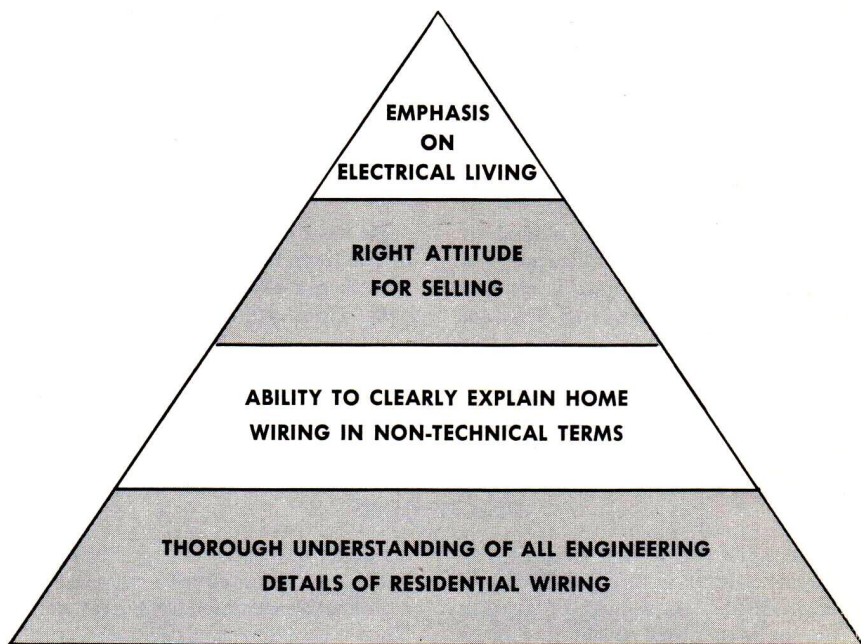 EMPHASIS
ON
ELECTRICAL LIVING
RIGHT ATTITUDE
FOR SELLING
ABILITY TO CLEARLY EXPLAIN HOME
WIRING IN NON-TECHNICAL TERMS
THOROUGH UNDERSTANDING OF ALL ENGINEERING
DETAILS OF RESIDENTIAL WIRING